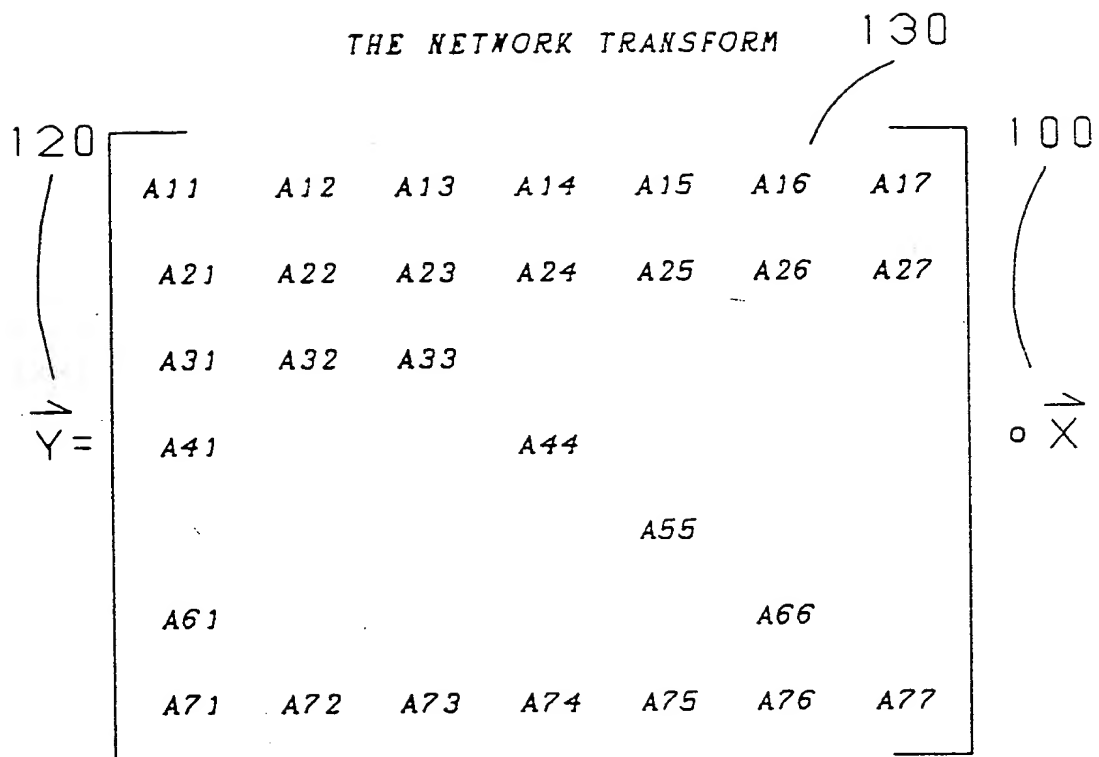 THE NETWORK TRANSFORM 130
120 100
A11 A12 A13 A14 A15 A16 A17
A21 A22 A23 A24 A25 A26 A27
A31 A32 A33
Y= A41 A44 o X
A55
A61 A66
A71 A72 A73 A74 A75 A76 A77